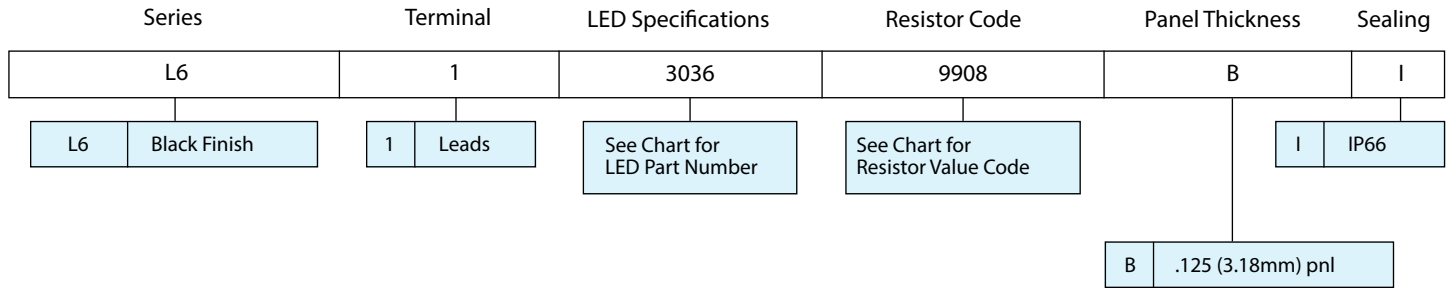 Series Terminal LED Specifications Resistor Code Panel Thickness Sealing
L6 1 3036 9908 B I
L6 Black Finish
1 Leads
See Chart for
LED Part Number
See Chart for
Resistor Value Code
I IP66
B .125 (3.18mm) pnl